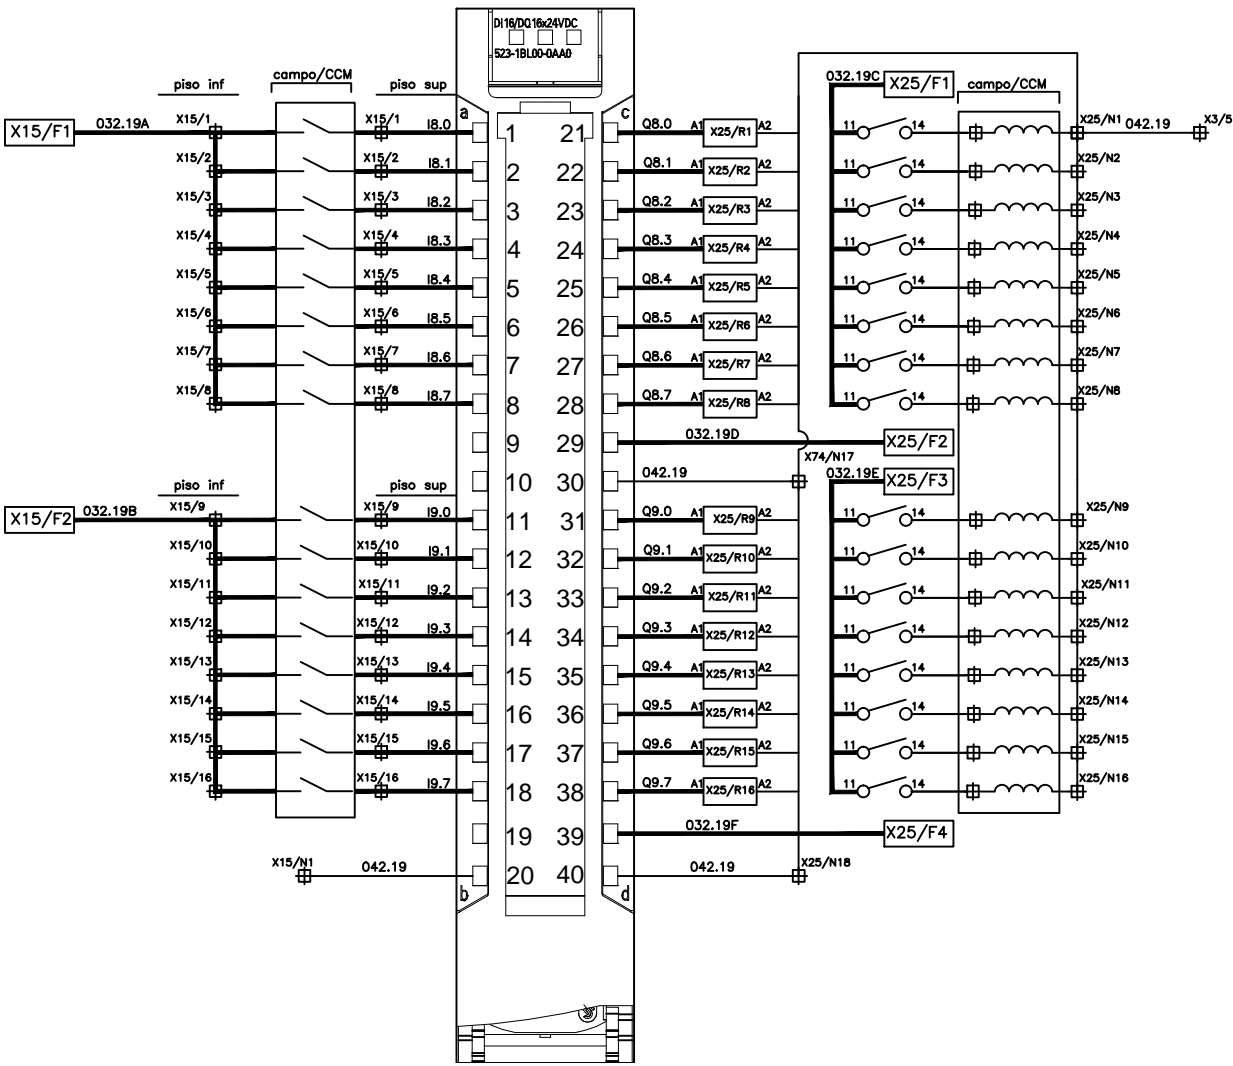 DI16/DQ16x24VDC
523-1BL00-0AA0
032.19C X25/F1
campo/CCM campo/CCM
piso inf piso sup
a c
X15/F1 032.19A X15/1 X15/1 I8.0 1 21 Q8.0 A1 X25/R1 A2 11 14 X25/N1 042.19 X3/5
X15/2 X15/2 I8.1 2 22 Q8.1 A1 X25/R2 A2 11 14 X25/N2
X15/3 X15/3 I8.2 3 23 Q8.2 A1 X25/R3 A2 11 14 X25/N3
X15/4 X15/4 I8.3 4 24 Q8.3 A1 X25/R4 A2 11 14 X25/N4
X15/5 X15/5 I8.4 5 25 Q8.4 A1 X25/R5 A2 11 14 X25/N5
X15/6 X15/6 I8.5 6 26 Q8.5 A1 X25/R6 A2 11 14 X25/N6
X15/7 X15/7 I8.6 7 27 Q8.6 A1 X25/R7 A2 11 14 X25/N7
X15/8 X15/8 I8.7 8 28 Q8.7 A1 X25/R8 A2 11 14 X25/N8
9 29 032.19D X25/F2
X74/N17
10 30 042.19 032.19E X25/F3
piso inf piso sup
X15/F2 032.19B X15/9 X15/9 I9.0 11 31 Q9.0 A1 X25/R9 A2 11 14 X25/N9
X15/10 X15/10 I9.1 12 32 Q9.1 A1 X25/R10 A2 11 14 X25/N10
X15/11 X15/11 I9.2 13 33 Q9.2 A1 X25/R11 A2 11 14 X25/N11
X15/12 X15/12 I9.3 14 34 Q9.3 A1 X25/R12 A2 11 14 X25/N12
X15/13 X15/13 I9.4 15 35 Q9.4 A1 X25/R13 A2 11 14 X25/N13
X15/14 X15/14 I9.5 16 36 Q9.5 A1 X25/R14 A2 11 14 X25/N14
X15/15 X15/15 I9.6 17 37 Q9.6 A1 X25/R15 A2 11 14 X25/N15
X15/16 X15/16 I9.7 18 38 Q9.7 A1 X25/R16 A2 11 14 X25/N16
19 39 032.19F X25/F4
X15/N1 042.19 20 40 042.19 X25/N18
b d